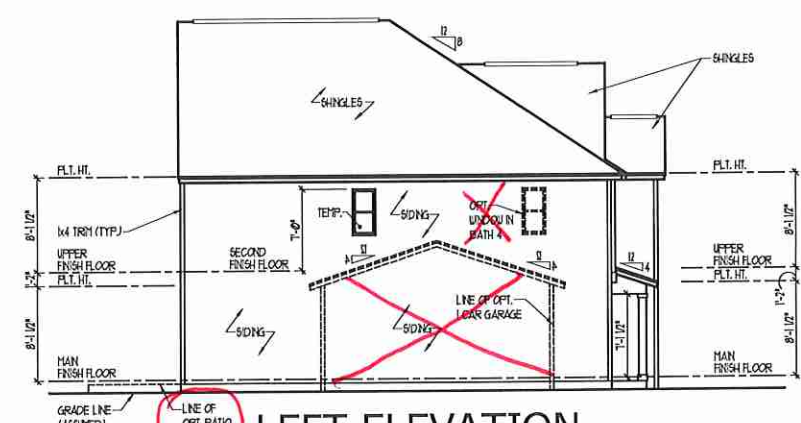 12
8
SHINGLES
SHINGLES
PLT. HT.
PLT. HT.
8'-1 1/2"
8'-1 1/2"
1x4 TRIM (TYP.)
TEMP.
7'-0"
SIDING
OPT.
WINDOW IN
BATH 4
UPPER
FINISH FLOOR
SECOND
FINISH FLOOR
12
4
12
4
12
4
UPPER
FINISH FLOOR
PLT. HT.
PLT. HT.
1'-2"
1'-2"
LINE OF OPT.
1 CAR GARAGE
SIDING
SIDING
8'-1 1/2"
7'-1 1/2"
8'-1 1/2"
MAIN
FINISH FLOOR
MAIN
FINISH FLOOR
GRADE LINE
(ASSUMED)
LINE OF
OPT. PATIO
LEFT ELEVATION